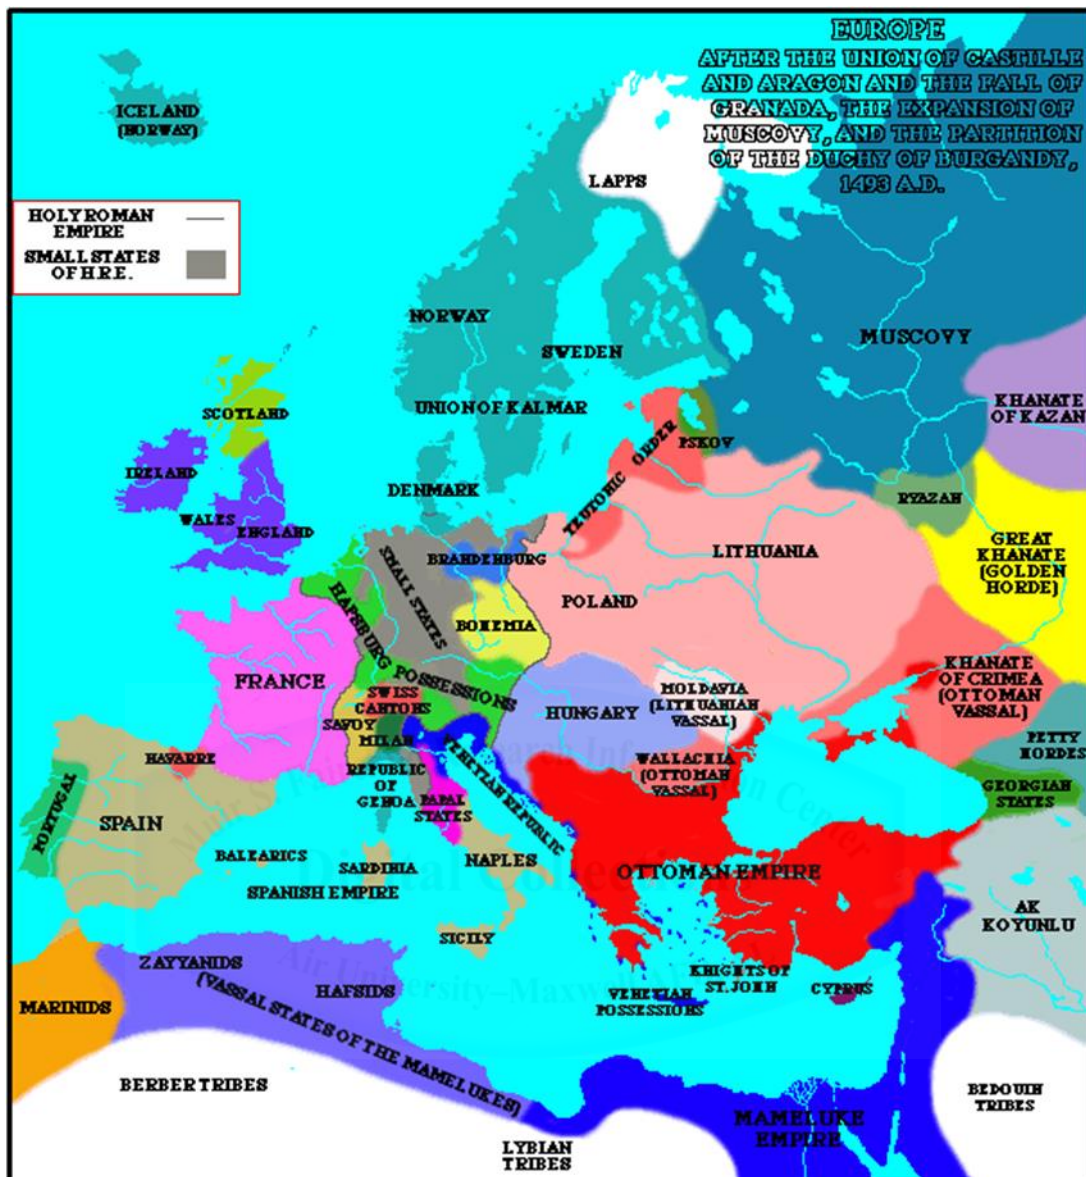 EUROPE
AFTER THE UNION OF CASTILLE
AND ARAGON AND THE FALL OF
GRANADA, THE EXPANSION OF
MUSCOVY, AND THE PARTITION
OF THE DUCHY OF BURGANDY,
1493 A.D.
ICELAND
(NORWAY)
LAPPS
HOLY ROMAN
EMPIRE
SMALL STATES
OF H.R.E.
NORWAY
SWEDEN
MUSCOVY
UNION OF KALMAR
KHANATE
OF KAZAN
SCOTLAND
PSKOV
TEUTONIC ORDER
IRELAND
DENMARK
RYAZAN
WALES
ENGLAND
BRANDENBURG
LITHUANIA
GREAT
KHANATE
(GOLDEN
HORDE)
SMALL STATES
POLAND
BOHEMIA
HAPSBURG POSSESSIONS
FRANCE
SWISS
CANTONS
SAVOY
MILAN
HUNGARY
MOLDAVIA
(LITHUANIAN
VASSAL)
KHANATE
OF CRIMEA
(OTTOMAN
VASSAL)
NAVARRE
REPUBLIC
OF
GENOA
PAPAL
STATES
VENETIAN REPUBLIC
WALLACHIA
(OTTOMAN
VASSAL)
PETTY
HORDES
GEORGIAN
STATES
PORTUGAL
SPAIN
BALEARICS
SARDINIA
NAPLES
SPANISH EMPIRE
OTTOMAN EMPIRE
AK
KOYUNLU
SICILY
ZAYYANIDS
HAFSIDS
(VASSAL STATES OF THE MAMELUKES)
MARINIDS
VENETIAN
POSSESSIONS
KNIGHTS OF
ST. JOHN
CYPRUS
BERBER TRIBES
LYBIAN
TRIBES
MAMELUKE
EMPIRE
BEDOUIN
TRIBES
Digital Collections